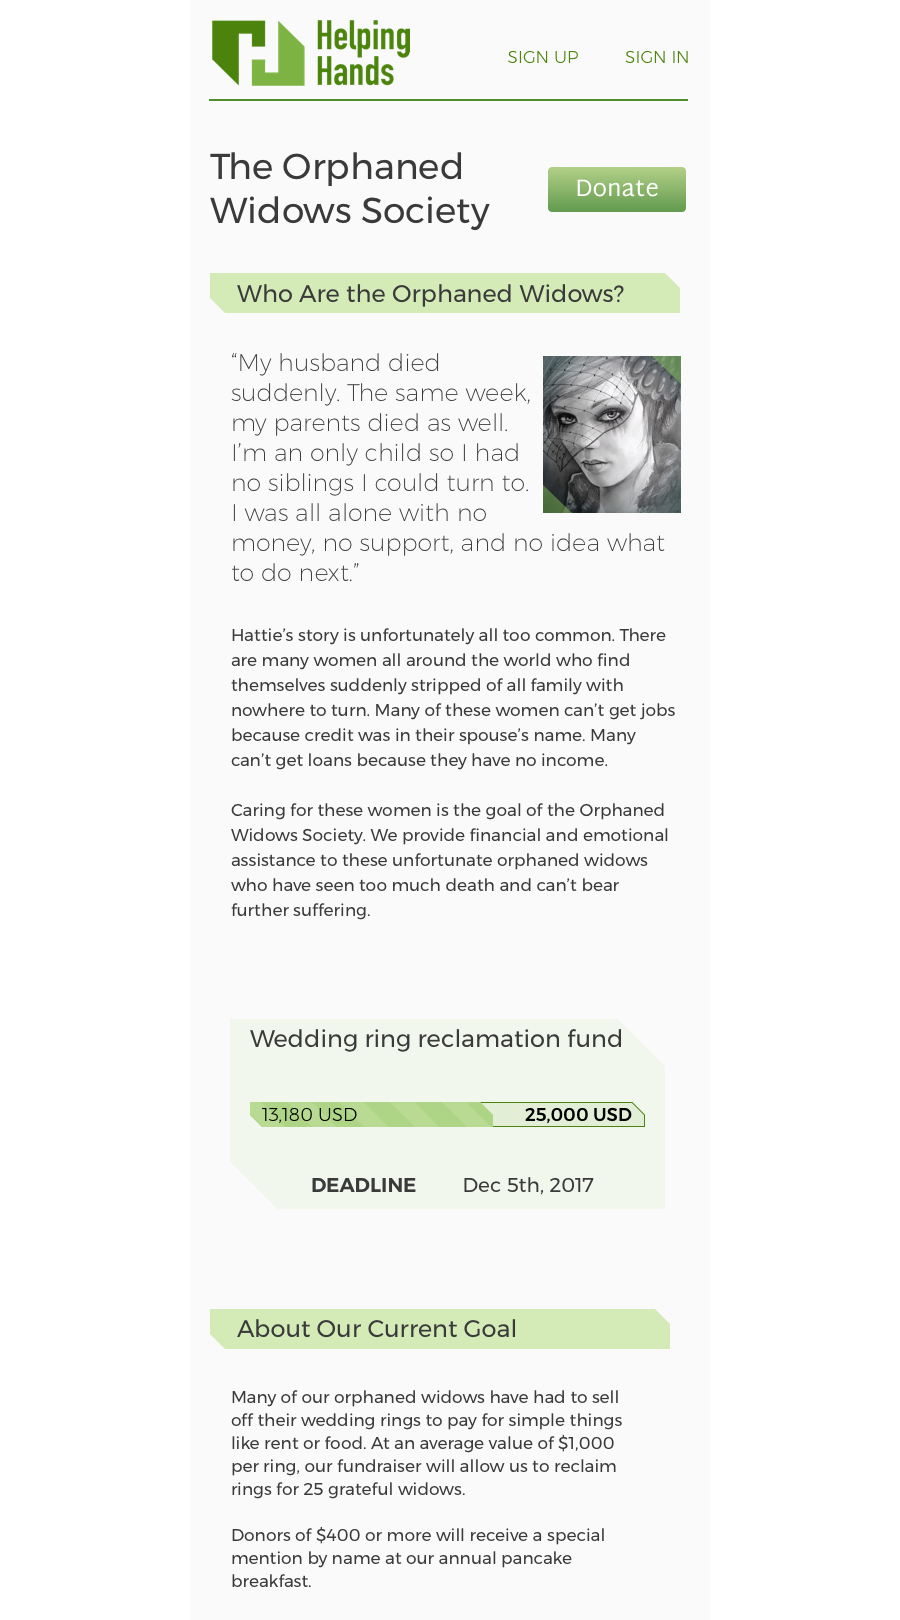 Helping
Hands
SIGN UP
SIGN IN
The Orphaned
Widows Society
Donate
Who Are the Orphaned Widows?
“My husband died
suddenly. The same week,
my parents died as well.
I’m an only child so I had
no siblings I could turn to.
I was all alone with no
money, no support, and no idea what
to do next.”
Hattie’s story is unfortunately all too common. There
are many women all around the world who find
themselves suddenly stripped of all family with
nowhere to turn. Many of these women can’t get jobs
because credit was in their spouse’s name. Many
can’t get loans because they have no income.
Caring for these women is the goal of the Orphaned
Widows Society. We provide financial and emotional
assistance to these unfortunate orphaned widows
who have seen too much death and can’t bear
further suffering.
Wedding ring reclamation fund
13,180 USD
25,000 USD
DEADLINE
Dec 5th, 2017
About Our Current Goal
Many of our orphaned widows have had to sell
off their wedding rings to pay for simple things
like rent or food. At an average value of $1,000
per ring, our fundraiser will allow us to reclaim
rings for 25 grateful widows.
Donors of $400 or more will receive a special
mention by name at our annual pancake
breakfast.